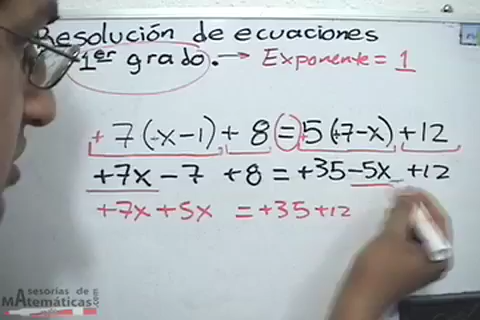 Resolución de ecuaciones
1er grado. → Exponente = 1
+7(+x-1)+8=5(+7-x)+12
+7x-7 +8=+35-5x +12
+7x+5x =+35+12
Asesorías de
Matemáticas.com